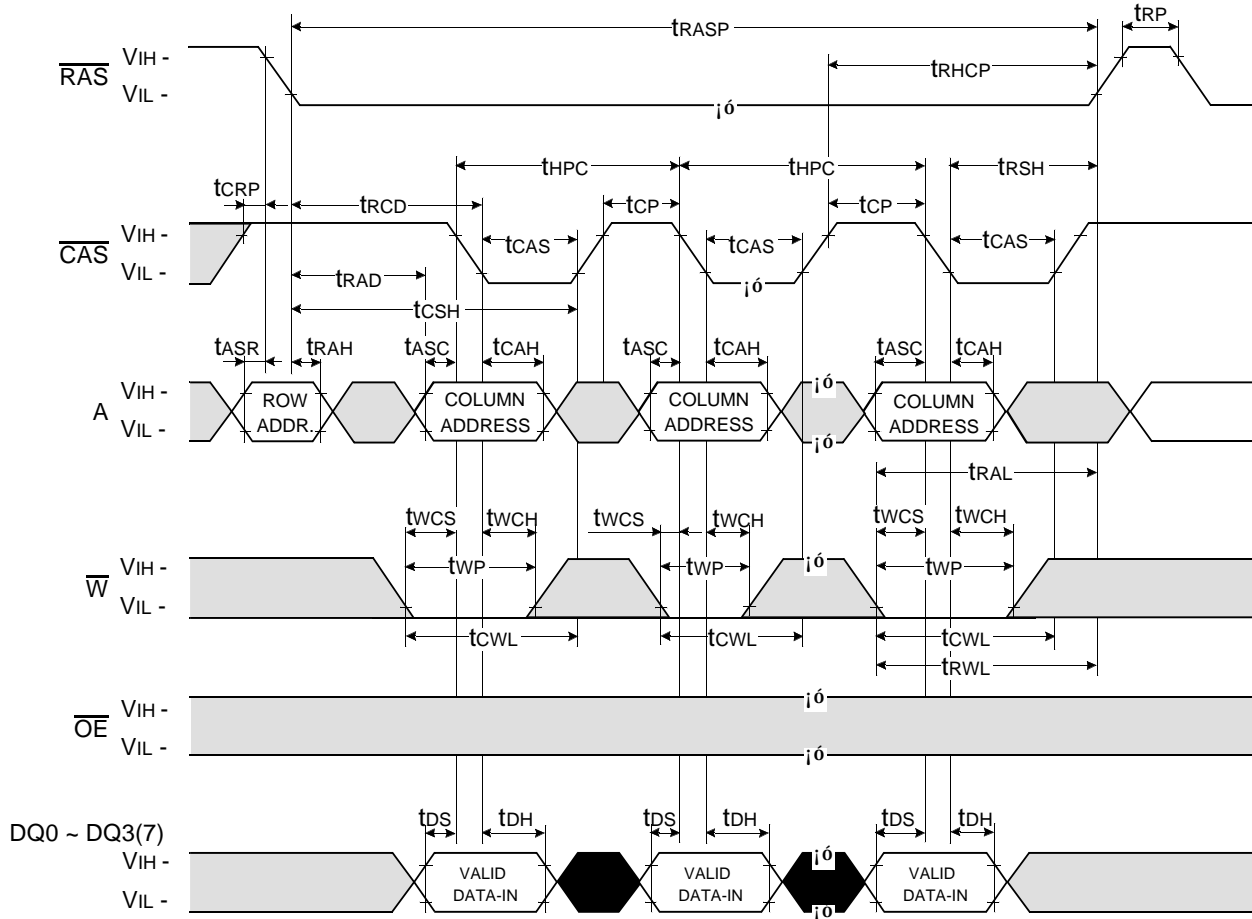 tRASP
tRP
RAS
VIH -
VIL -
tRHCP
¡ó
tHPC
tHPC
tRSH
tCRP
tRCD
tCP
tCP
CAS
VIH -
VIL -
tCAS
tCAS
tCAS
¡ó
tRAD
tCSH
tASR
tRAH
tASC
tCAH
tASC
tCAH
tASC
tCAH
A
VIH -
VIL -
ROW
ADDR.
COLUMN
ADDRESS
COLUMN
ADDRESS
¡ó
¡ó
COLUMN
ADDRESS
tRAL
tWCS
tWCH
tWCS
tWCH
tWCS
tWCH
W
VIH -
VIL -
tWP
tWP
tWP
¡ó
tCWL
tCWL
tCWL
tRWL
OE
VIH -
VIL -
¡ó
¡ó
DQ0 ~ DQ3(7)
VIH -
VIL -
tDS
tDH
tDS
tDH
tDS
tDH
VALID
DATA-IN
VALID
DATA-IN
¡ó
¡ó
VALID
DATA-IN